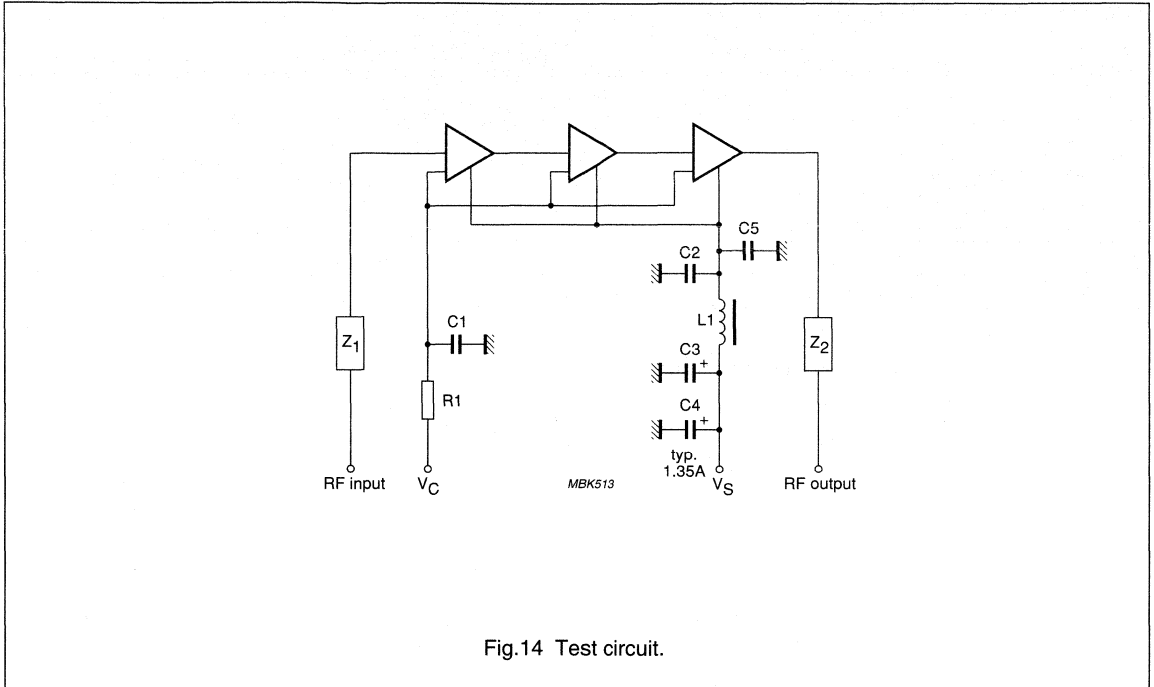 C5
C2
Z1
C1
L1
Z2
C3
+
R1
C4
+
typ.
1.35A
RF input
VC
MBK513
VS
RF output
Fig.14 Test circuit.